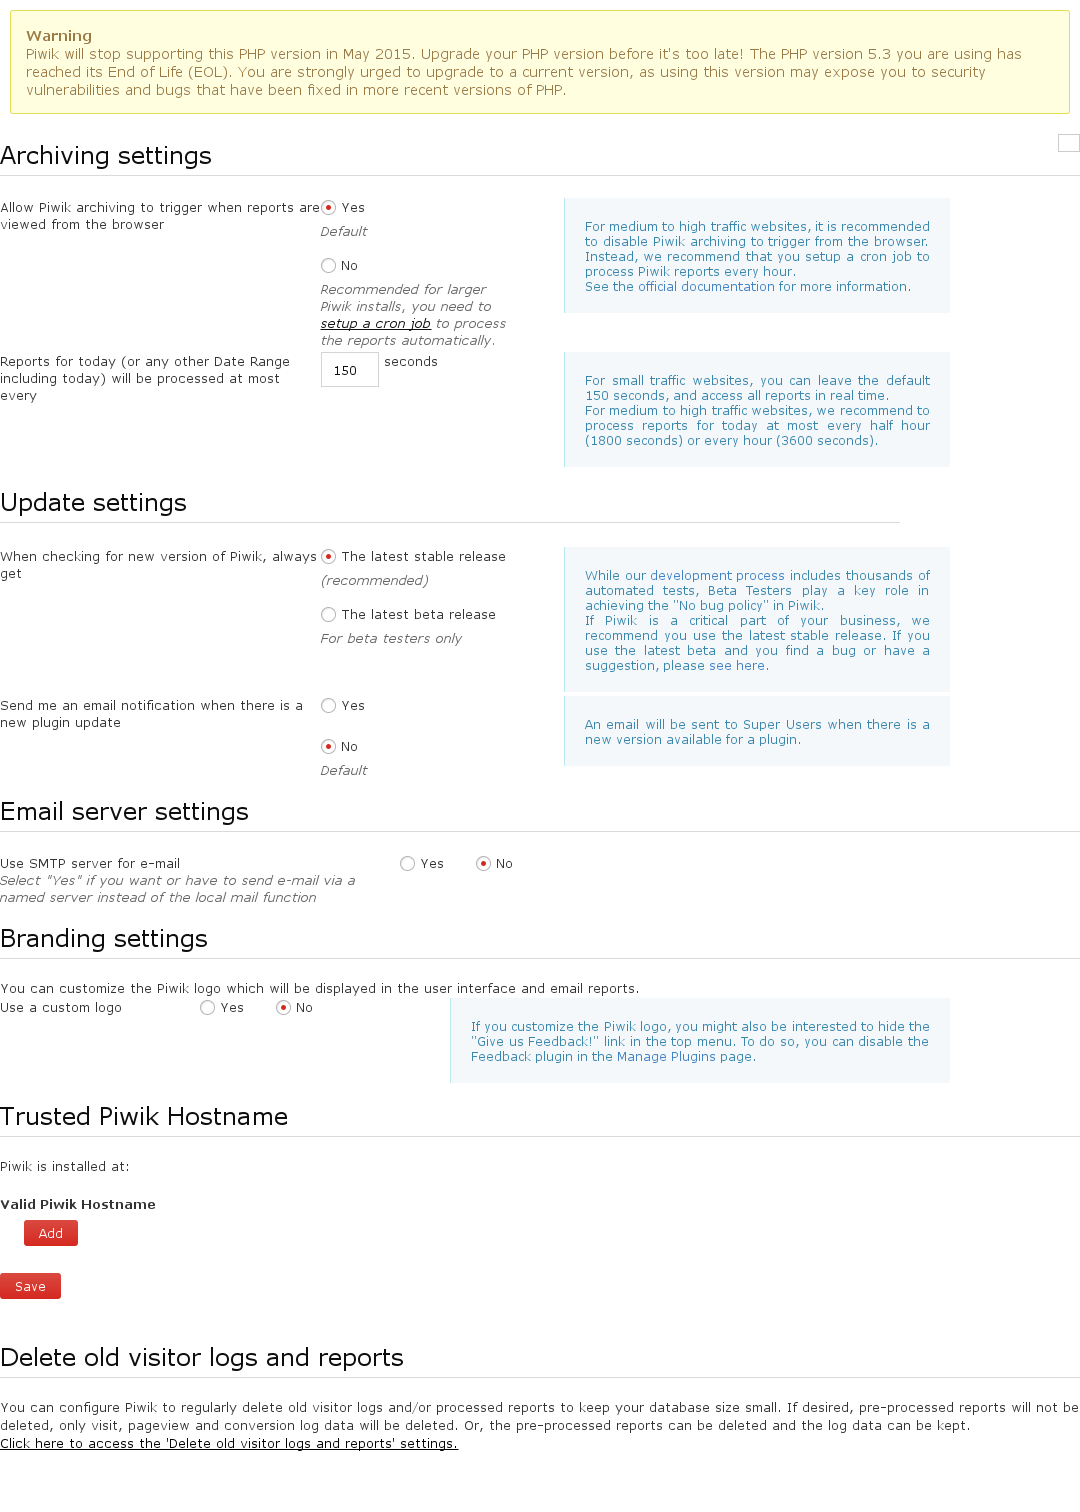 Warning
Piwik will stop supporting this PHP version in May 2015. Upgrade your PHP version before it's too late! The PHP version 5.3 you are using has
reached its End of Life (EOL). You are strongly urged to upgrade to a current version, as using this version may expose you to security
vulnerabilities and bugs that have been fixed in more recent versions of PHP.
Archiving settings
Allow Piwik archiving to trigger when reports are
viewed from the browser
Yes
Default
No
Recommended for larger
Piwik installs, you need to
setup a cron job to process
the reports automatically.
For medium to high traffic websites, it is recommended
to disable Piwik archiving to trigger from the browser.
Instead, we recommend that you setup a cron job to
process Piwik reports every hour.
See the official documentation for more information.
Reports for today (or any other Date Range
including today) will be processed at most
every
150 seconds
For small traffic websites, you can leave the default
150 seconds, and access all reports in real time.
For medium to high traffic websites, we recommend to
process reports for today at most every half hour
(1800 seconds) or every hour (3600 seconds).
Update settings
When checking for new version of Piwik, always
get
The latest stable release
(recommended)
The latest beta release
For beta testers only
While our development process includes thousands of
automated tests, Beta Testers play a key role in
achieving the "No bug policy" in Piwik.
If Piwik is a critical part of your business, we
recommend you use the latest stable release. If you
use the latest beta and you find a bug or have a
suggestion, please see here.
Send me an email notification when there is a
new plugin update
Yes
No
Default
An email will be sent to Super Users when there is a
new version available for a plugin.
Email server settings
Use SMTP server for e-mail
Select "Yes" if you want or have to send e-mail via a
named server instead of the local mail function
Yes No
Branding settings
You can customize the Piwik logo which will be displayed in the user interface and email reports.
Use a custom logo Yes No
If you customize the Piwik logo, you might also be interested to hide the
"Give us Feedback!" link in the top menu. To do so, you can disable the
Feedback plugin in the Manage Plugins page.
Trusted Piwik Hostname
Piwik is installed at:
Valid Piwik Hostname
Add
Save
Delete old visitor logs and reports
You can configure Piwik to regularly delete old visitor logs and/or processed reports to keep your database size small. If desired, pre-processed reports will not be
deleted, only visit, pageview and conversion log data will be deleted. Or, the pre-processed reports can be deleted and the log data can be kept.
Click here to access the 'Delete old visitor logs and reports' settings.